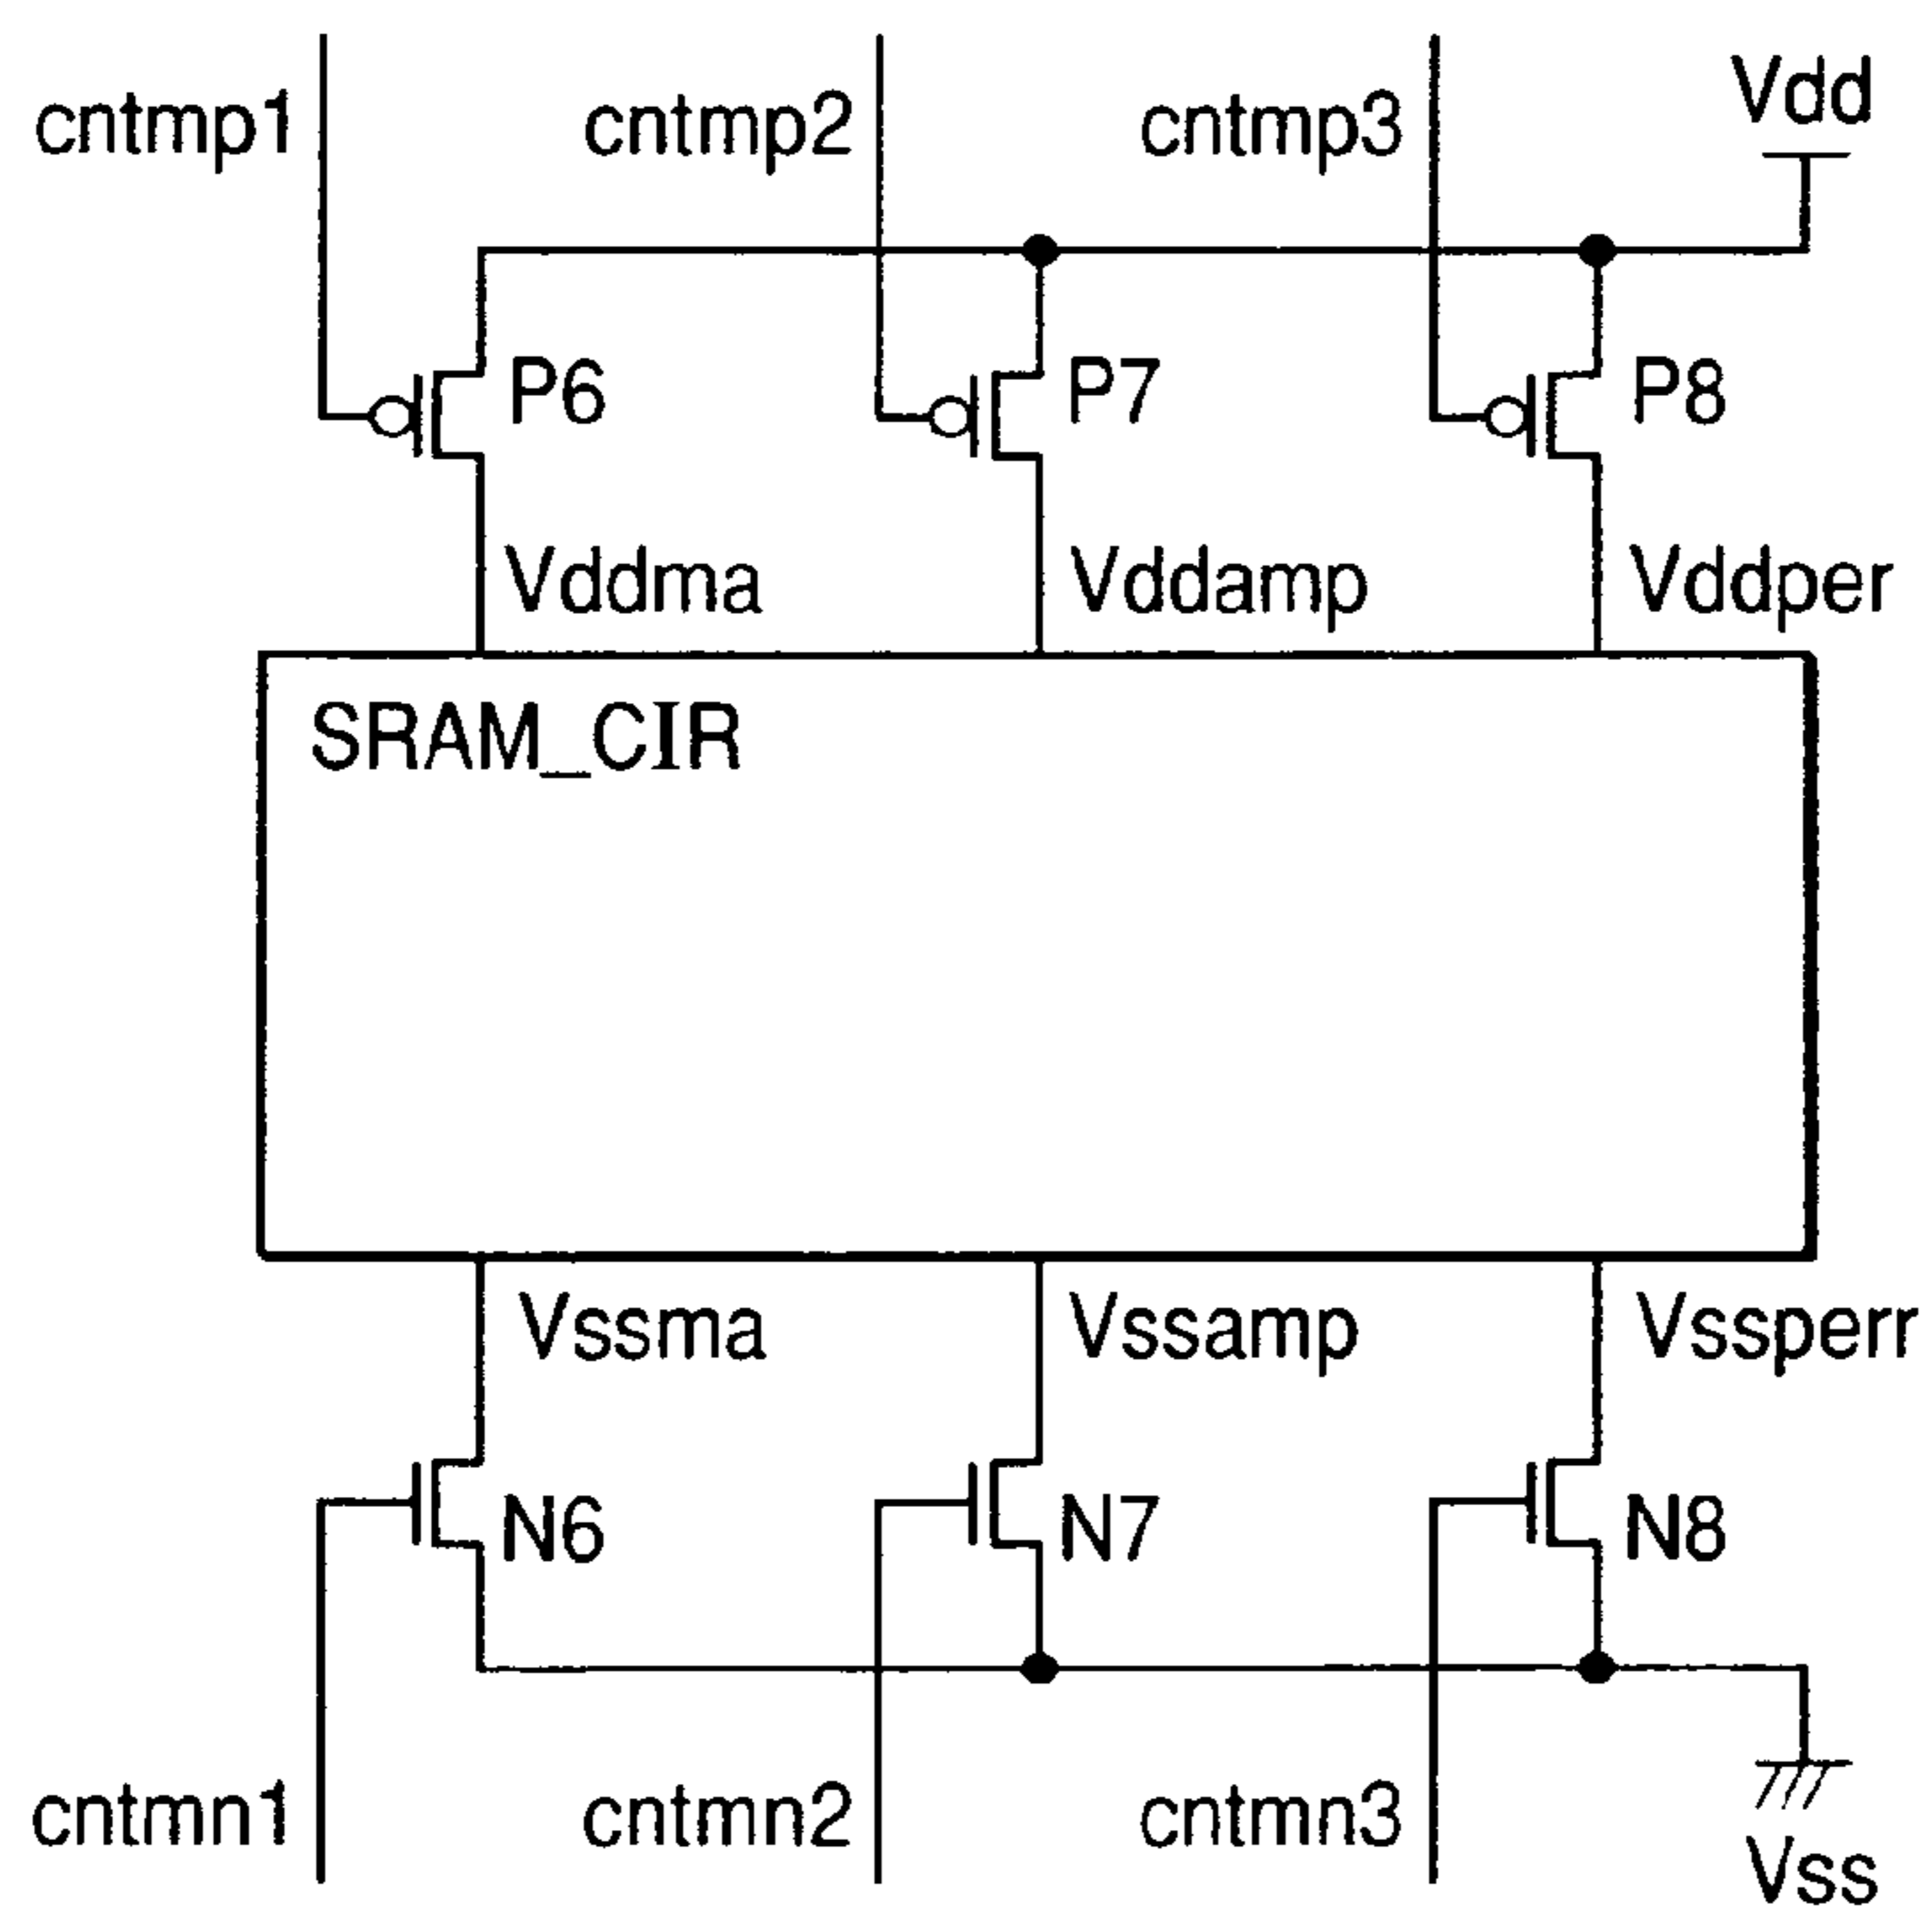 cntmp1
cntmp2
cntmp3
Vdd
P6
P7
P8
Vddma
Vddamp
Vddper
SRAM_CIR
Vssma
Vssamp
Vssperr
N6
N7
N8
cntmn1
cntmn2
cntmn3
Vss